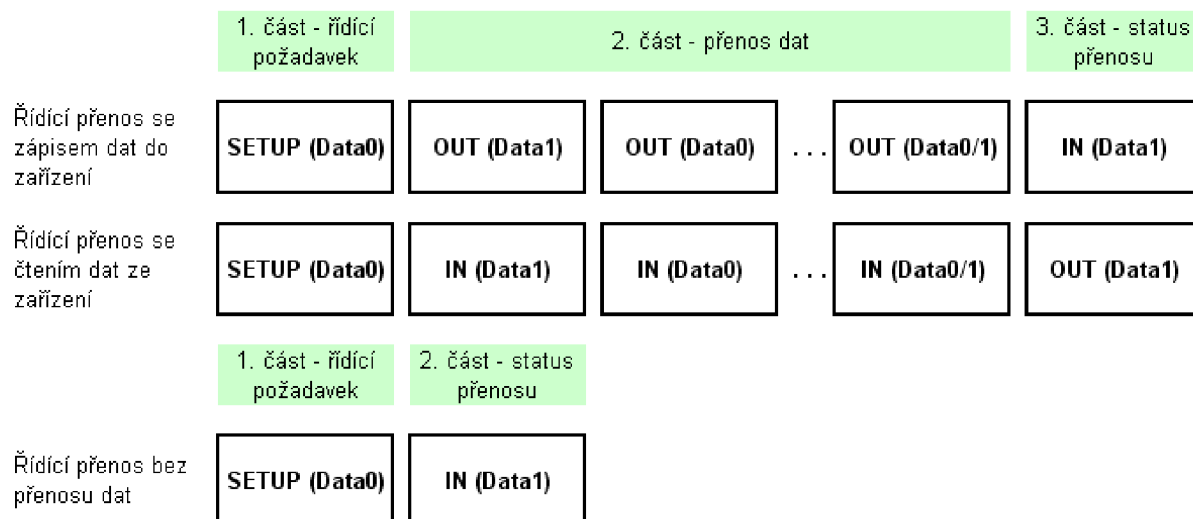 1. část - řídící
požadavek
2. část - přenos dat
3. část - status
přenosu
Řídící přenos se
zápisem dat do
zařízení
SETUP (Data0)
OUT (Data1)
OUT (Data0)
...
OUT (Data0/1)
IN (Data1)
Řídící přenos se
čtením dat ze
zařízení
SETUP (Data0)
IN (Data1)
IN (Data0)
...
IN (Data0/1)
OUT (Data1)
1. část - řídící
požadavek
2. část - status
přenosu
Řídící přenos bez
přenosu dat
SETUP (Data0)
IN (Data1)